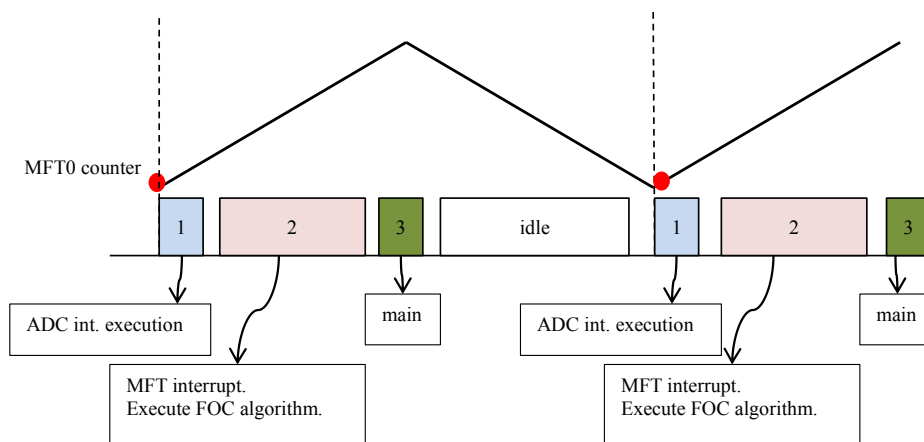 MFT0 counter
1
2
3
idle
1
2
3
ADC int. execution
main
ADC int. execution
main
MFT interrupt.
Execute FOC algorithm.
MFT interrupt.
Execute FOC algorithm.